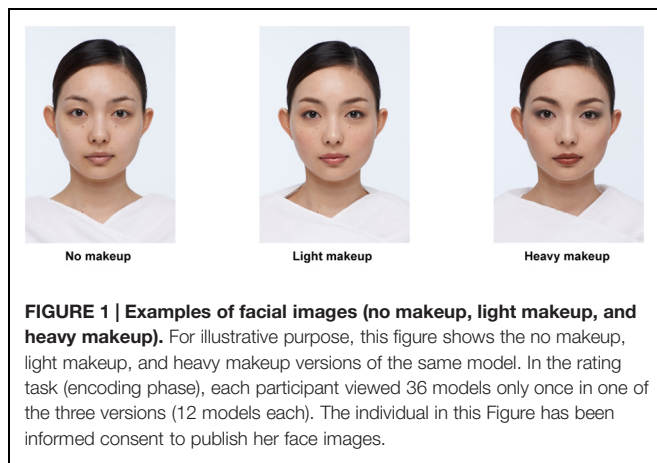 No makeup
Light makeup
Heavy makeup
FIGURE 1 | Examples of facial images (no makeup, light makeup, and
heavy makeup). For illustrative purpose, this figure shows the no makeup,
light makeup, and heavy makeup versions of the same model. In the rating
task (encoding phase), each participant viewed 36 models only once in one of
the three versions (12 models each). The individual in this Figure has been
informed consent to publish her face images.